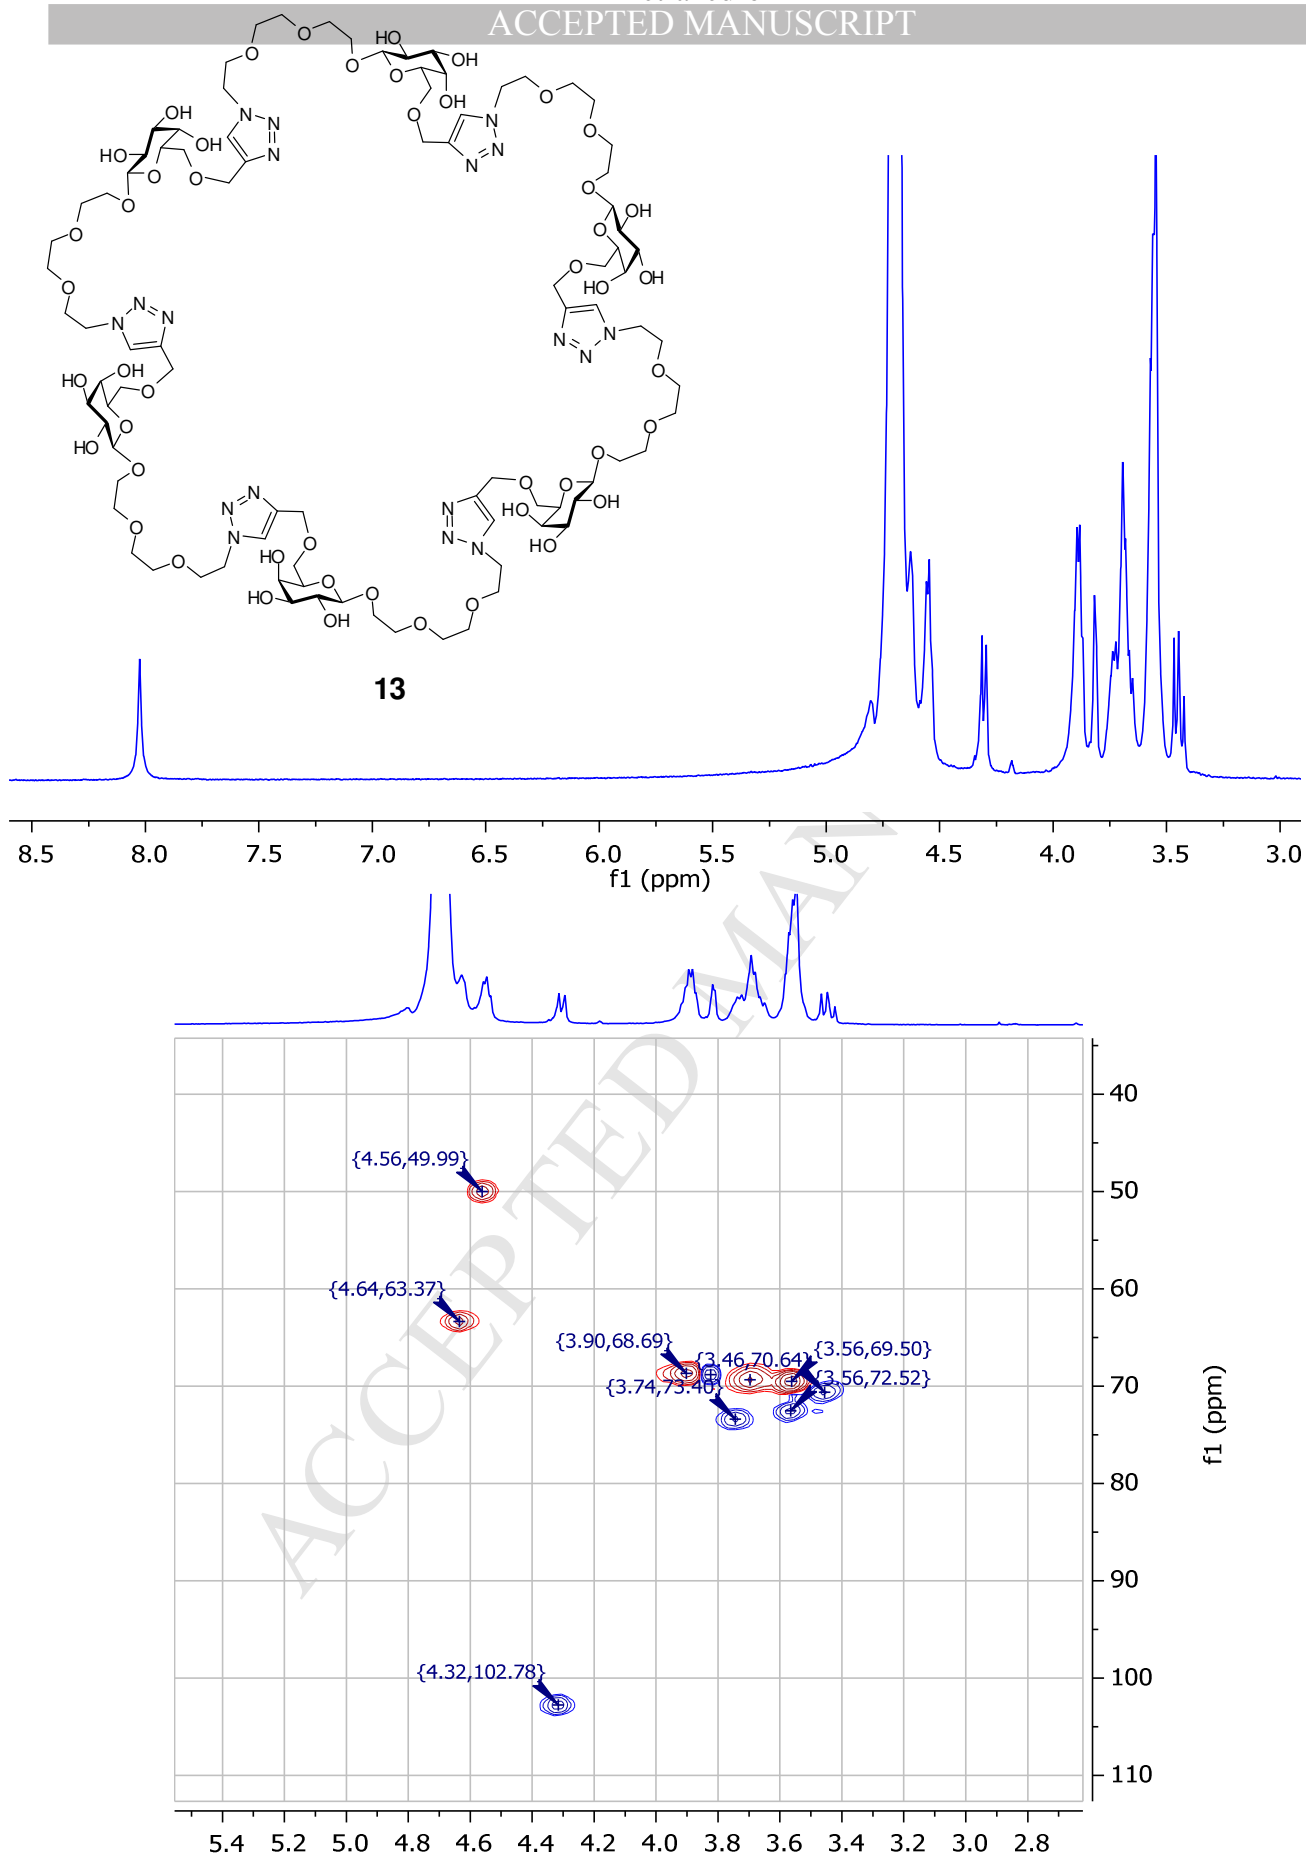 ACCEPTED MANUSCRIPT
13
8.5 8.0 7.5 7.0 6.5 6.0 5.5 5.0 4.5 4.0 3.5 3.0
f1 (ppm)
{4.56,49.99}
{4.64,63.37}
{3.90,68.69}
{3.46,70.64}
{3.56,69.50}
{3.74,73.40}
{3.56,72.52}
{4.32,102.78}
40
50
60
70
80
90
100
110
f1 (ppm)
5.4 5.2 5.0 4.8 4.6 4.4 4.2 4.0 3.8 3.6 3.4 3.2 3.0 2.8
ACCEPTED MAN